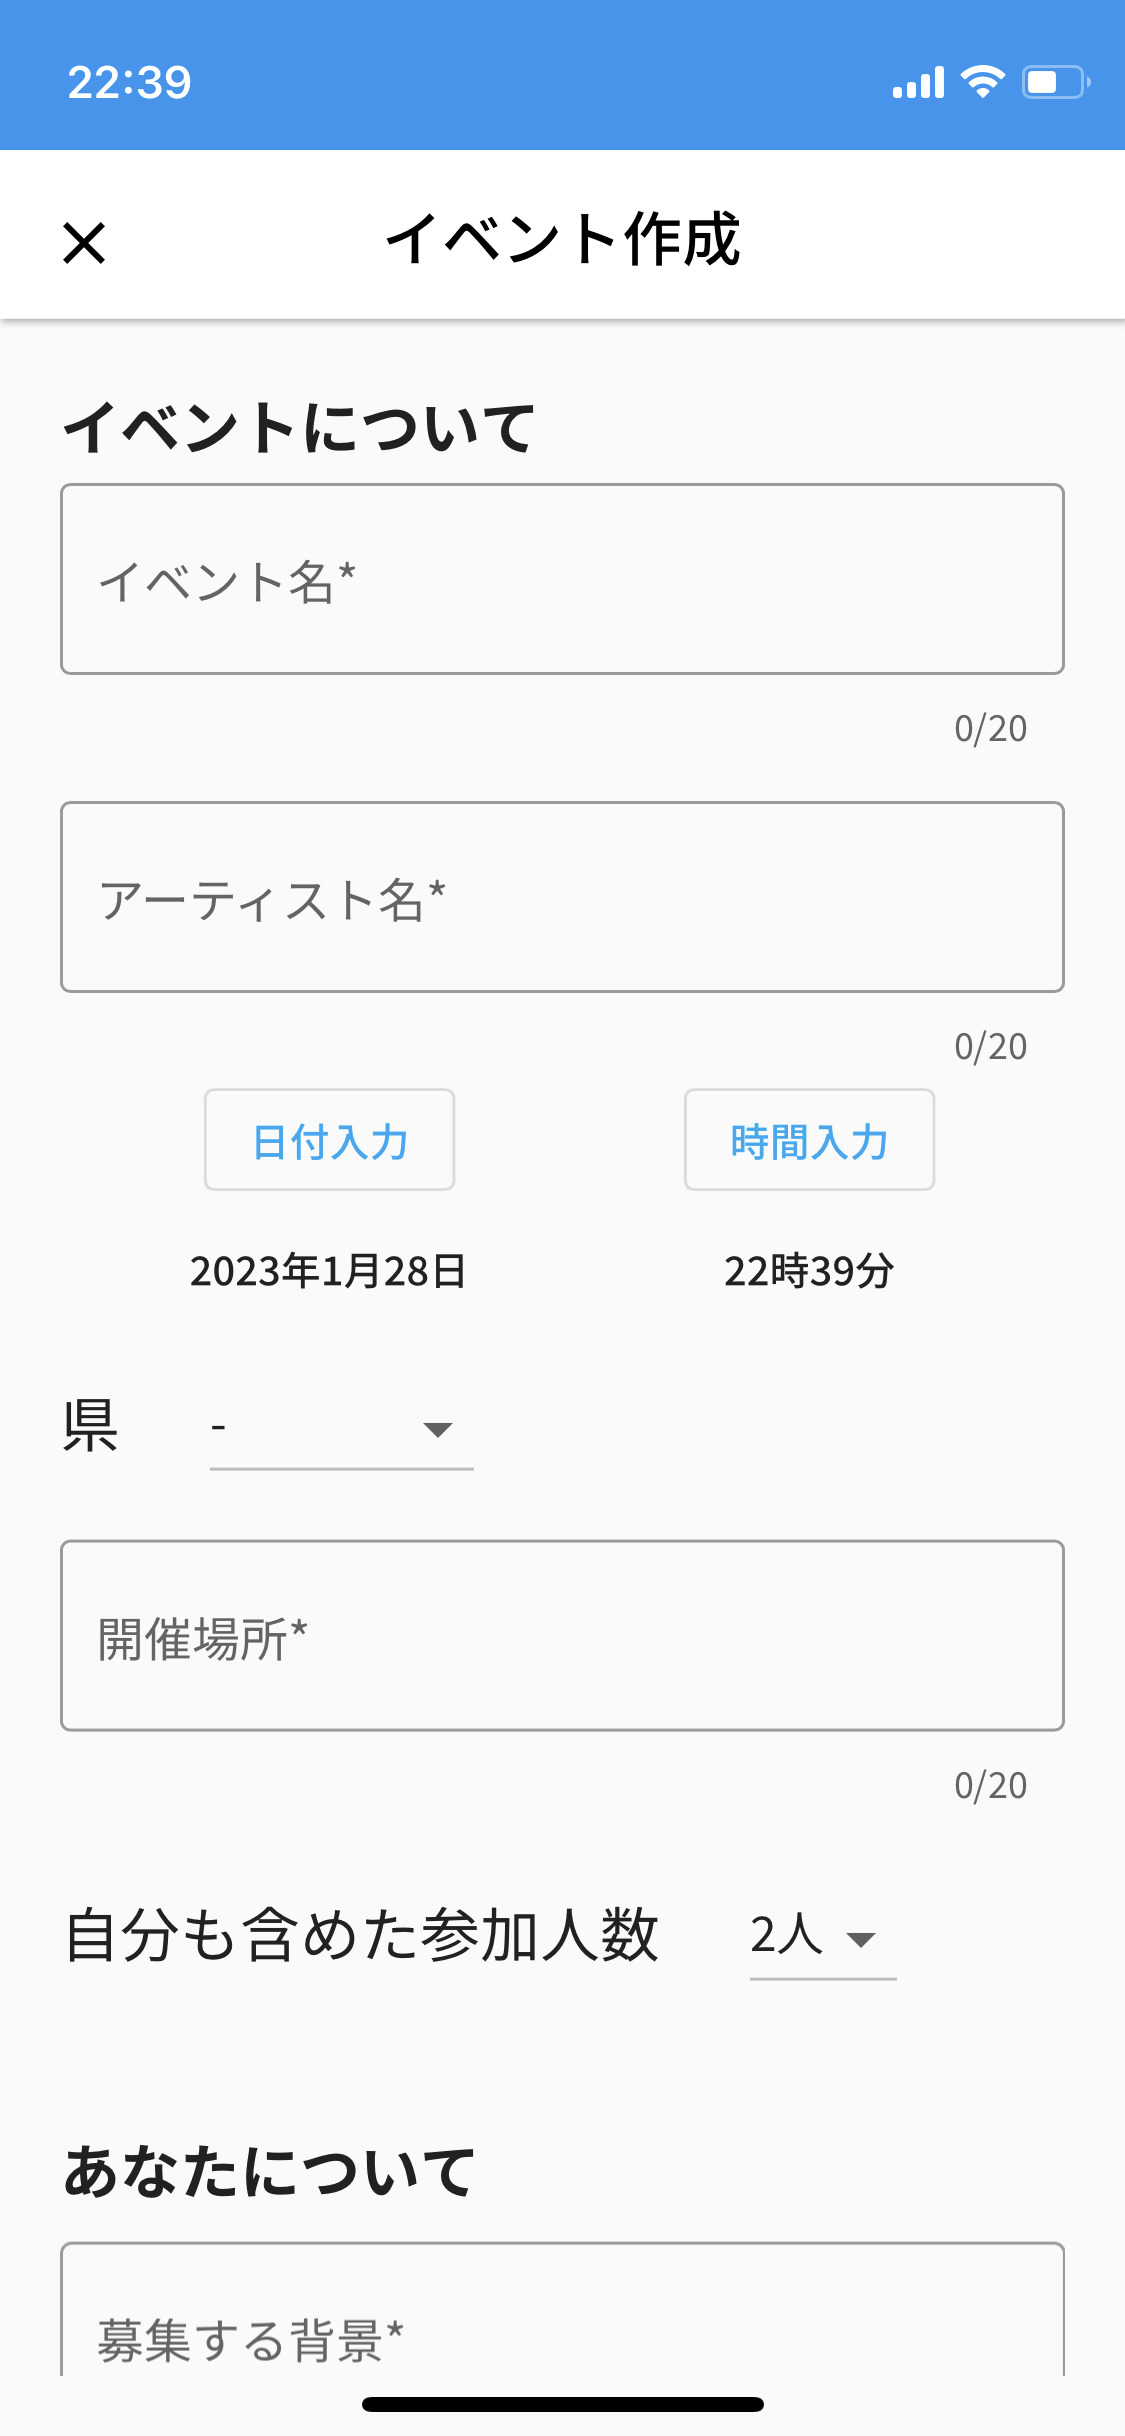 22:39
イベント作成
イベントについて
イベント名*
0/20
アーティスト名*
0/20
日付入力 時間入力
2023年1月28日 22時39分
県 -
開催場所*
0/20
自分も含めた参加人数 2人
あなたについて
募集する背景*